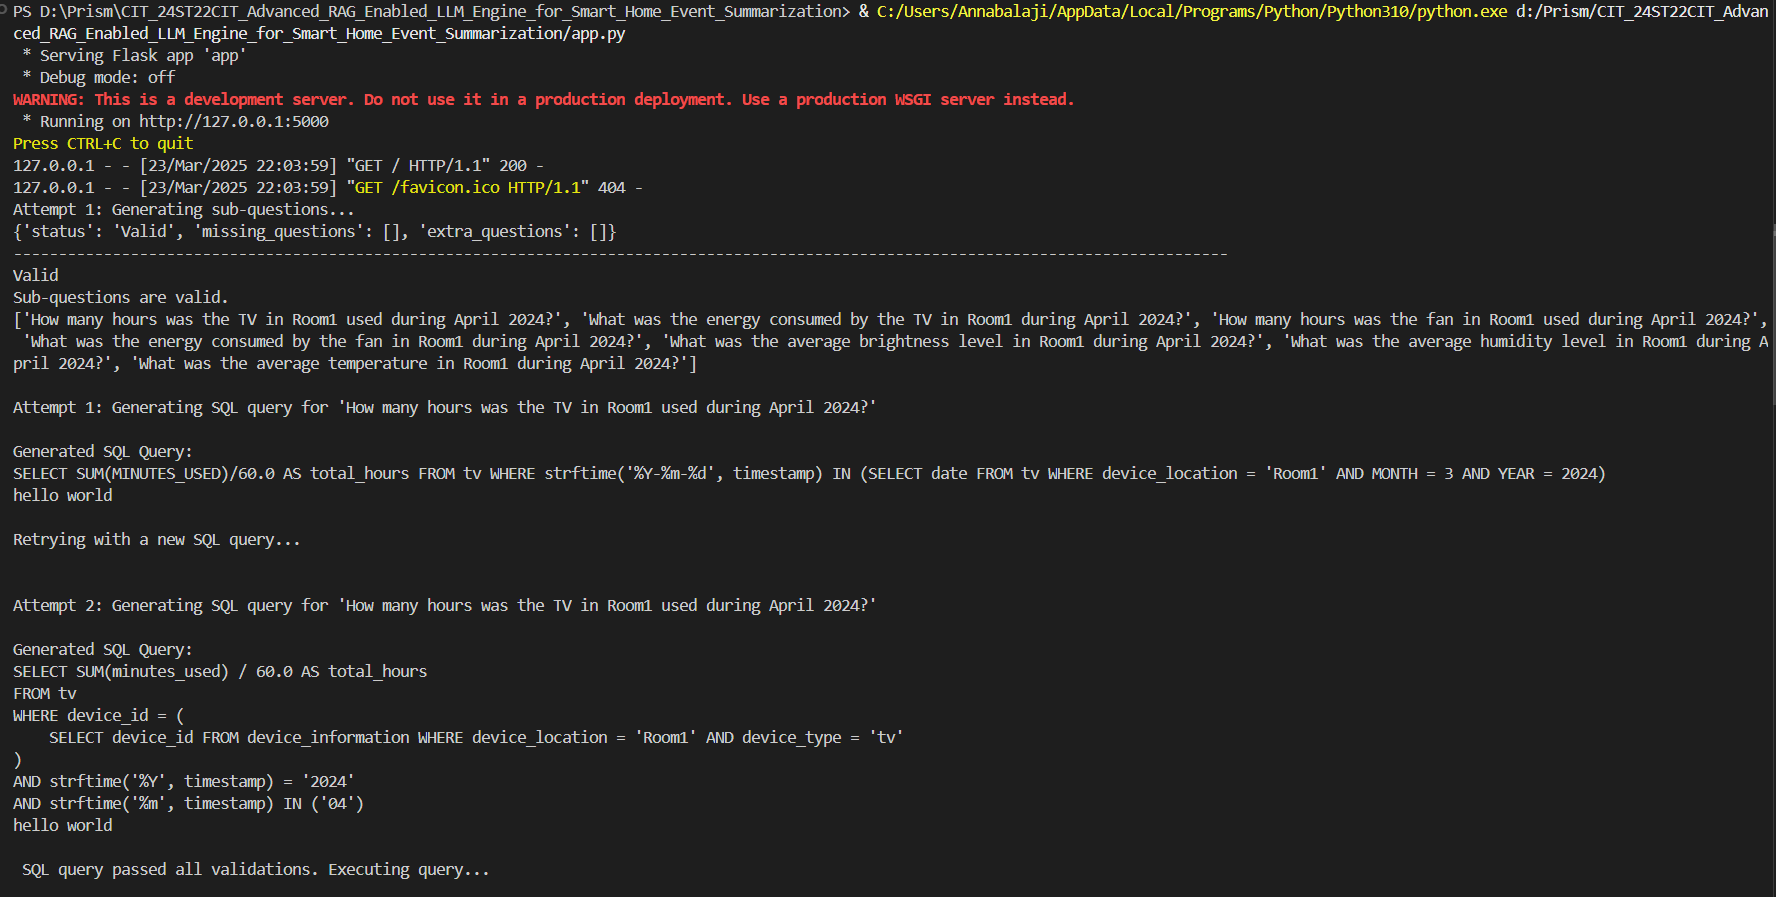 PS D:\Prism\CIT_24ST22CIT_Advanced_RAG_Enabled_LLM_Engine_for_Smart_Home_Event_Summarization> & C:/Users/Annabalaji/AppData/Local/Programs/Python/Python310/python.exe d:/Prism/CIT_24ST22CIT_Advan
ced_RAG_Enabled_LLM_Engine_for_Smart_Home_Event_Summarization/app.py
 * Serving Flask app 'app'
 * Debug mode: off
WARNING: This is a development server. Do not use it in a production deployment. Use a production WSGI server instead.
 * Running on http://127.0.0.1:5000
Press CTRL+C to quit
127.0.0.1 - - [23/Mar/2025 22:03:59] "GET / HTTP/1.1" 200 -
127.0.0.1 - - [23/Mar/2025 22:03:59] "GET /favicon.ico HTTP/1.1" 404 -
Attempt 1: Generating sub-questions...
{'status': 'Valid', 'missing_questions': [], 'extra_questions': []}
---------------------------------------------------------------------------------------------------------------------------------------
Valid
Sub-questions are valid.
['How many hours was the TV in Room1 used during April 2024?', 'What was the energy consumed by the TV in Room1 during April 2024?', 'How many hours was the fan in Room1 used during April 2024?',
 'What was the energy consumed by the fan in Room1 during April 2024?', 'What was the average brightness level in Room1 during April 2024?', 'What was the average humidity level in Room1 during A
pril 2024?', 'What was the average temperature in Room1 during April 2024?']
Attempt 1: Generating SQL query for 'How many hours was the TV in Room1 used during April 2024?'
Generated SQL Query:
SELECT SUM(MINUTES_USED)/60.0 AS total_hours FROM tv WHERE strftime('%Y-%m-%d', timestamp) IN (SELECT date FROM tv WHERE device_location = 'Room1' AND MONTH = 3 AND YEAR = 2024)
hello world
Retrying with a new SQL query...
Attempt 2: Generating SQL query for 'How many hours was the TV in Room1 used during April 2024?'
Generated SQL Query:
SELECT SUM(minutes_used) / 60.0 AS total_hours
FROM tv
WHERE device_id = (
    SELECT device_id FROM device_information WHERE device_location = 'Room1' AND device_type = 'tv'
)
AND strftime('%Y', timestamp) = '2024'
AND strftime('%m', timestamp) IN ('04')
hello world
 SQL query passed all validations. Executing query...